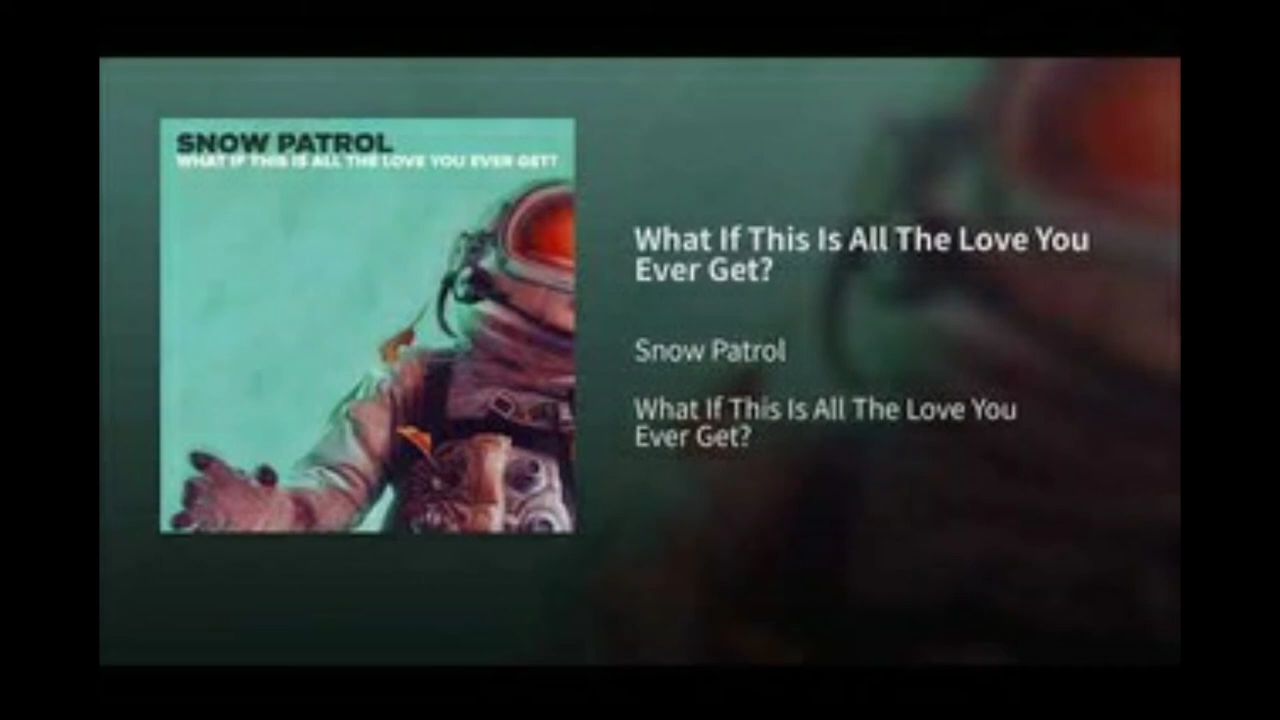 SNOW PATROL
WHAT IF THIS IS ALL THE LOVE YOU EVER GET?
What If This Is All The Love You
Ever Get?
Snow Patrol
What If This Is All The Love You
Ever Get?